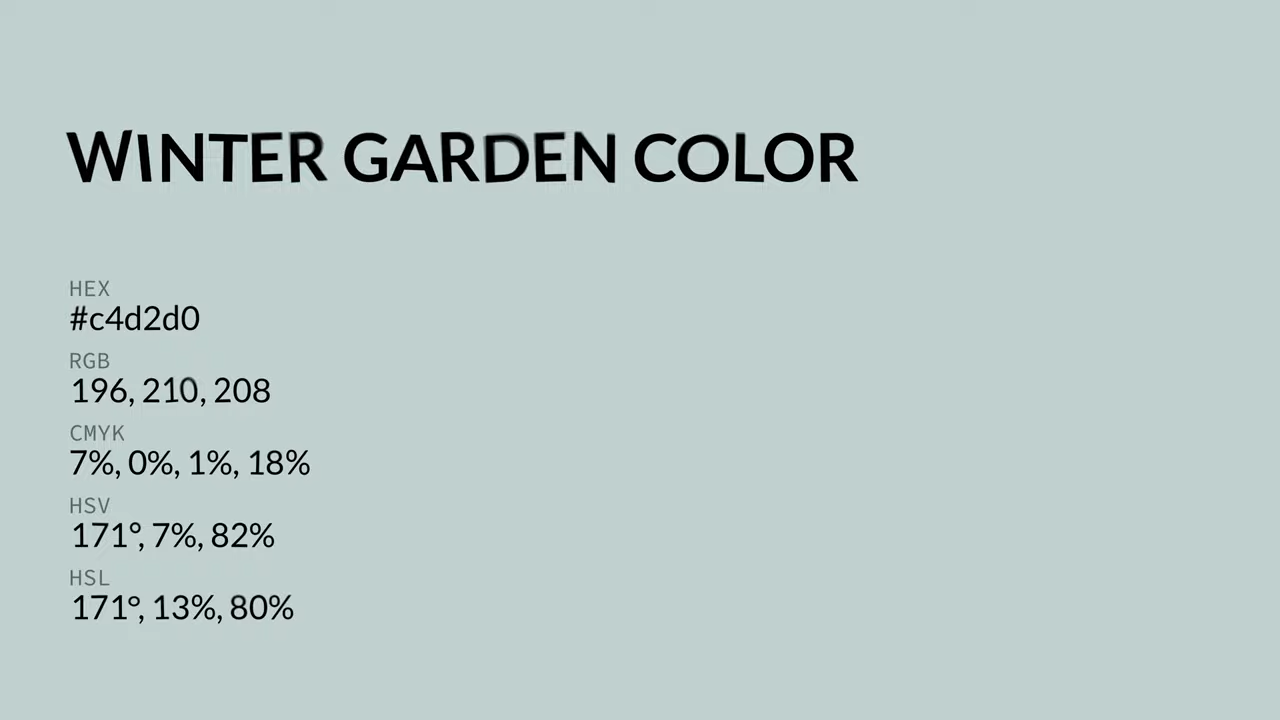 WINTER GARDEN COLOR
HEX
#c4d2d0
RGB
196, 210, 208
CMYK
7%, 0%, 1%, 18%
HSV
171°, 7%, 82%
HSL
171°, 13%, 80%